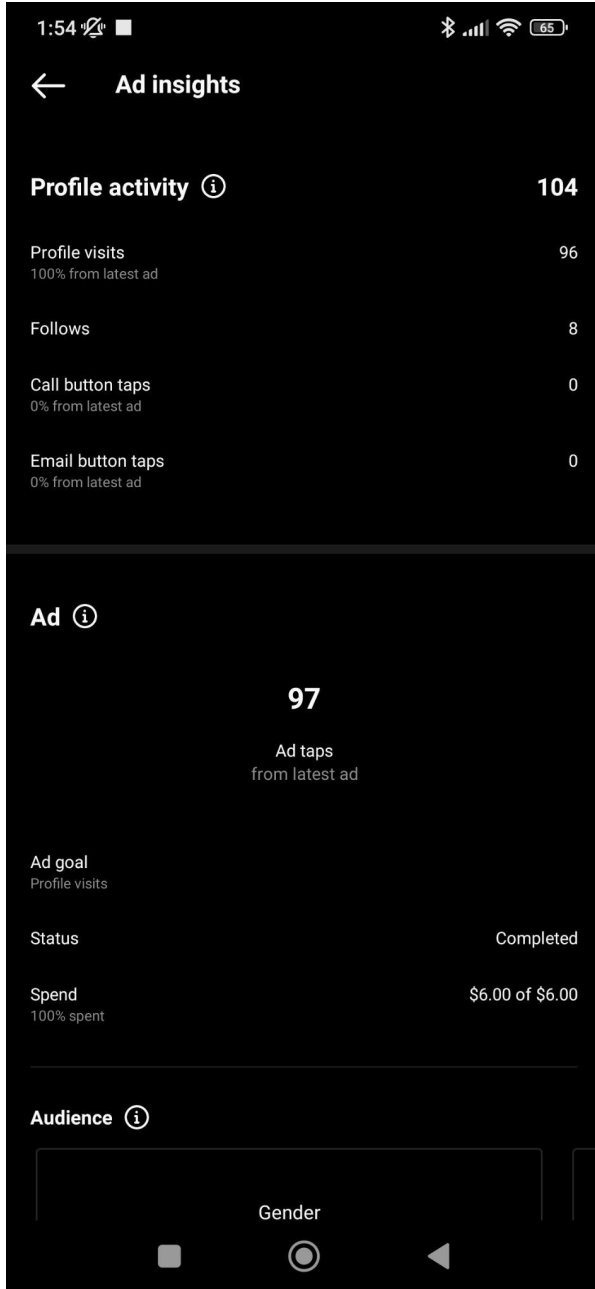 1:54
65
Ad insights
Profile activity
104
Profile visits
96
100% from latest ad
Follows
8
Call button taps
0
0% from latest ad
Email button taps
0
0% from latest ad
Ad
97
Ad taps
from latest ad
Ad goal
Profile visits
Status
Completed
Spend
$6.00 of $6.00
100% spent
Audience
Gender